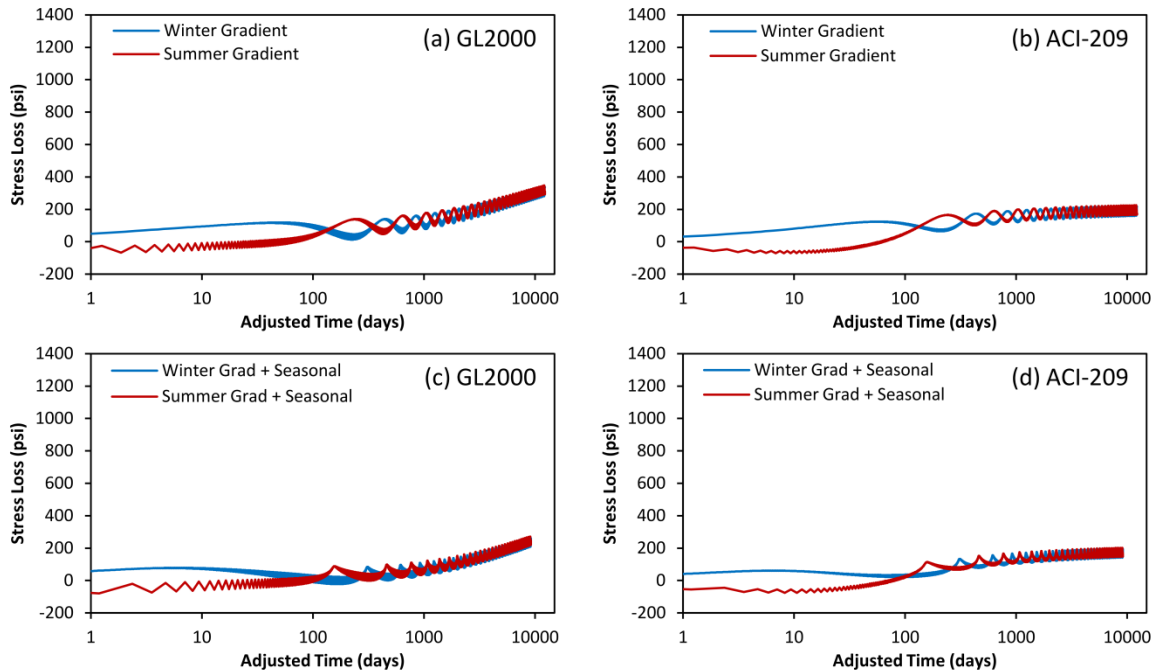 (a) GL2000
Winter Gradient
Summer Gradient
Stress Loss (psi)
1400
1200
1000
800
600
400
200
0
-200
1 10 100 1000 10000
Adjusted Time (days)
(b) ACI-209
Winter Gradient
Summer Gradient
Stress Loss (psi)
1400
1200
1000
800
600
400
200
0
-200
1 10 100 1000 10000
Adjusted Time (days)
(c) GL2000
Winter Grad + Seasonal
Summer Grad + Seasonal
Stress Loss (psi)
1400
1200
1000
800
600
400
200
0
-200
1 10 100 1000 10000
Adjusted Time (days)
(d) ACI-209
Winter Grad + Seasonal
Summer Grad + Seasonal
Stress Loss (psi)
1400
1200
1000
800
600
400
200
0
-200
1 10 100 1000 10000
Adjusted Time (days)